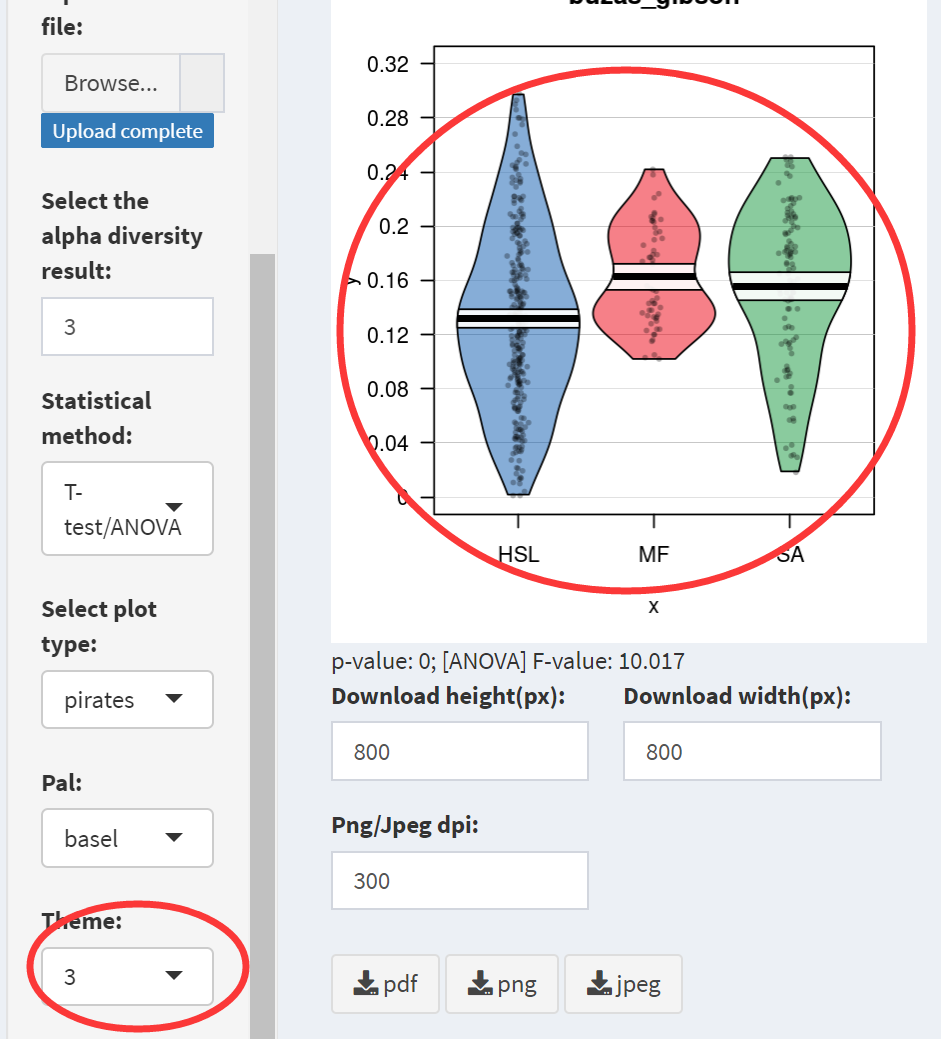 file:
Browse...
Upload complete
Select the
alpha diversity
result:
3
Statistical
method:
T-
test/ANOVA
Select plot
type:
pirates
Pal:
basel
Theme:
3
buzas_gibson
0.32
0.28
0.24
0.2
0.16
0.12
0.08
0.04
0
y
HSL MF SA
x
p-value: 0; [ANOVA] F-value: 10.017
Download height(px): Download width(px):
800 800
Png/Jpeg dpi:
300
pdf png jpeg